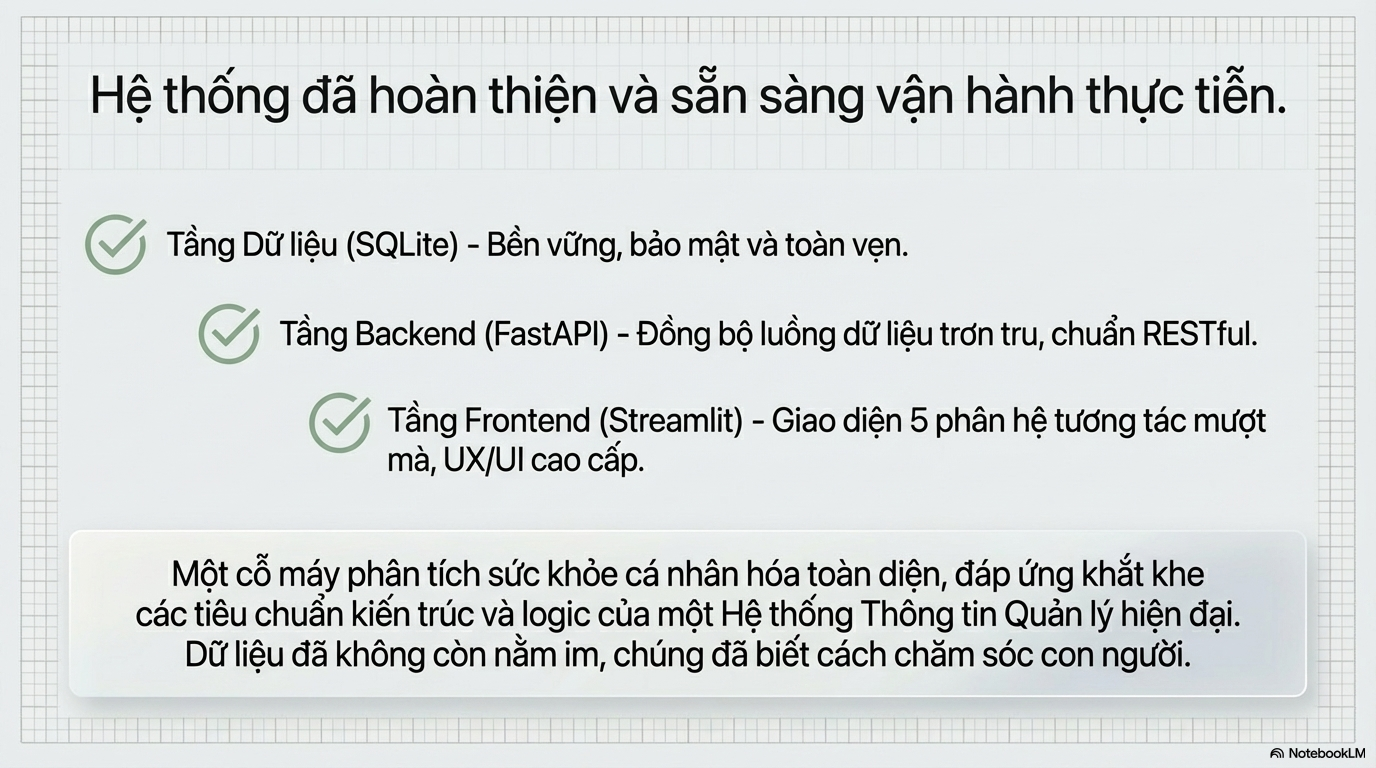 Hệ thống đã hoàn thiện và sẵn sàng vận hành thực tiễn.
Tầng Dữ liệu (SQLite) - Bền vững, bảo mật và toàn vẹn.
Tầng Backend (FastAPI) - Đồng bộ luồng dữ liệu trơn tru, chuẩn RESTful.
Tầng Frontend (Streamlit) - Giao diện 5 phân hệ tương tác mượt
mà, UX/UI cao cấp.
Một cỗ máy phân tích sức khỏe cá nhân hóa toàn diện, đáp ứng khắt khe
các tiêu chuẩn kiến trúc và logic của một Hệ thống Thông tin Quản lý hiện đại.
Dữ liệu đã không còn nằm im, chúng đã biết cách chăm sóc con người.
NotebookLM